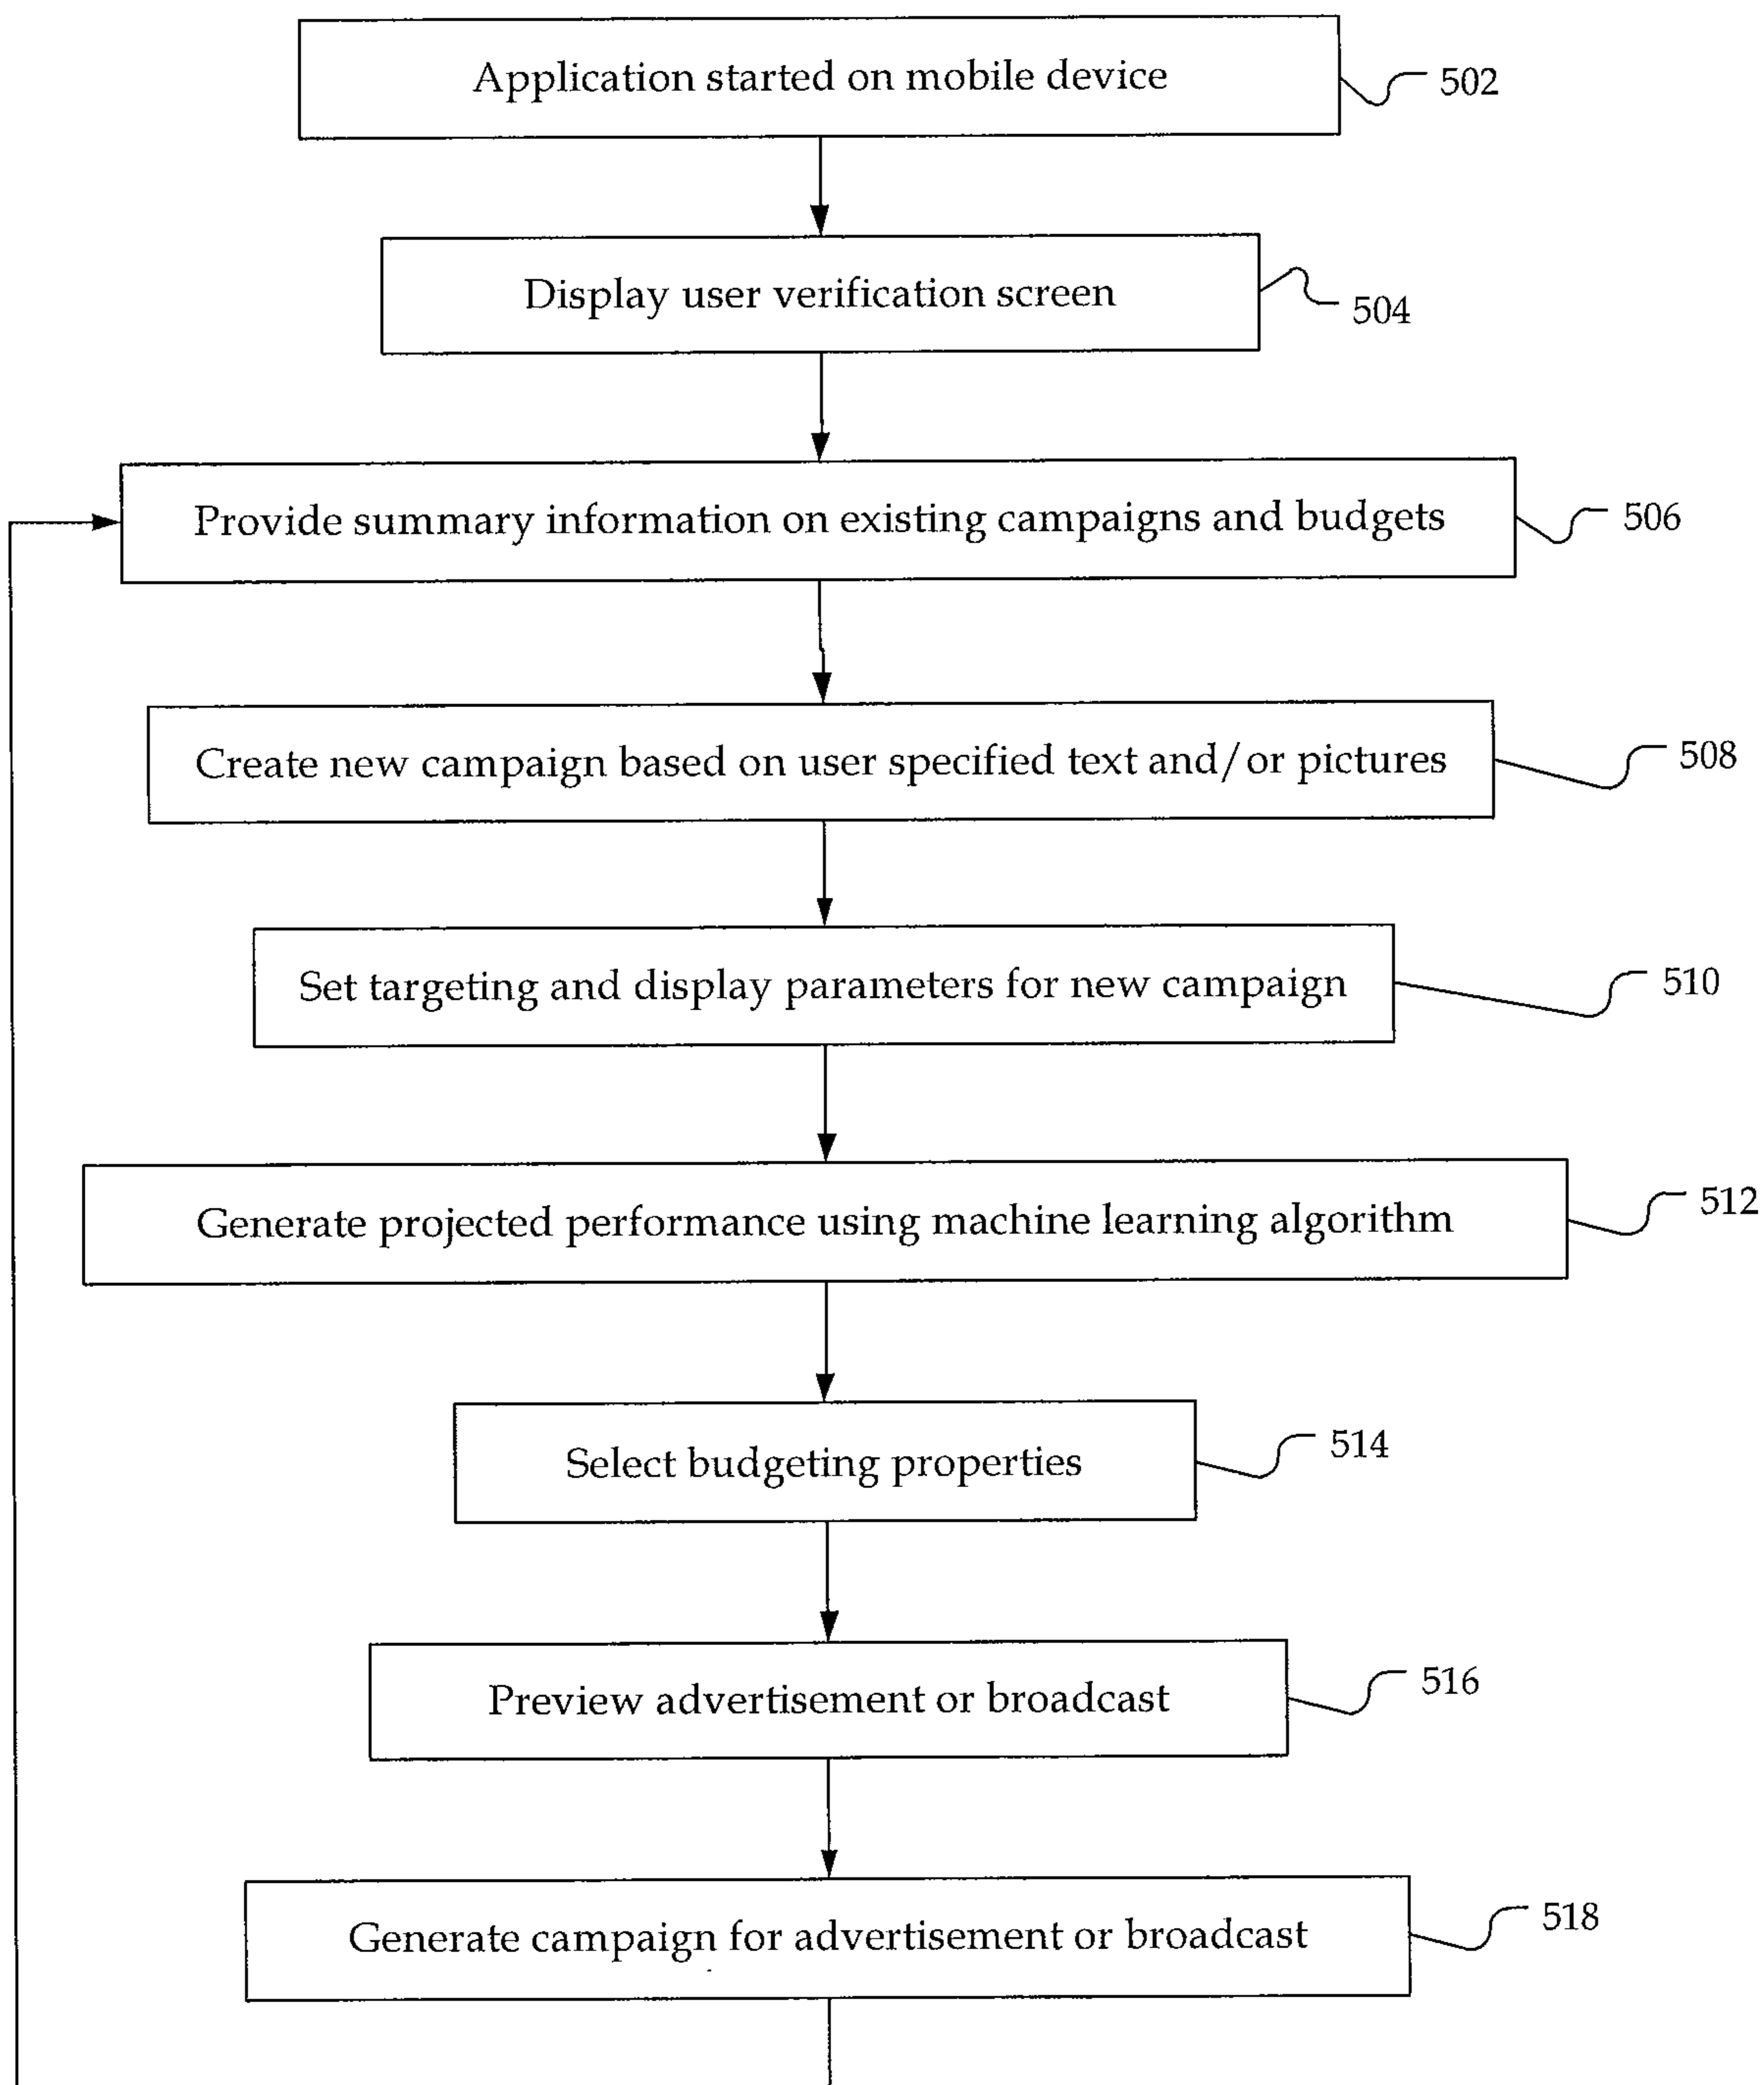 Application started on mobile device
502
Display user verification screen
504
Provide summary information on existing campaigns and budgets
506
Create new campaign based on user specified text and/or pictures
508
Set targeting and display parameters for new campaign
510
Generate projected performance using machine learning algorithm
512
Select budgeting properties
514
Preview advertisement or broadcast
516
Generate campaign for advertisement or broadcast
518